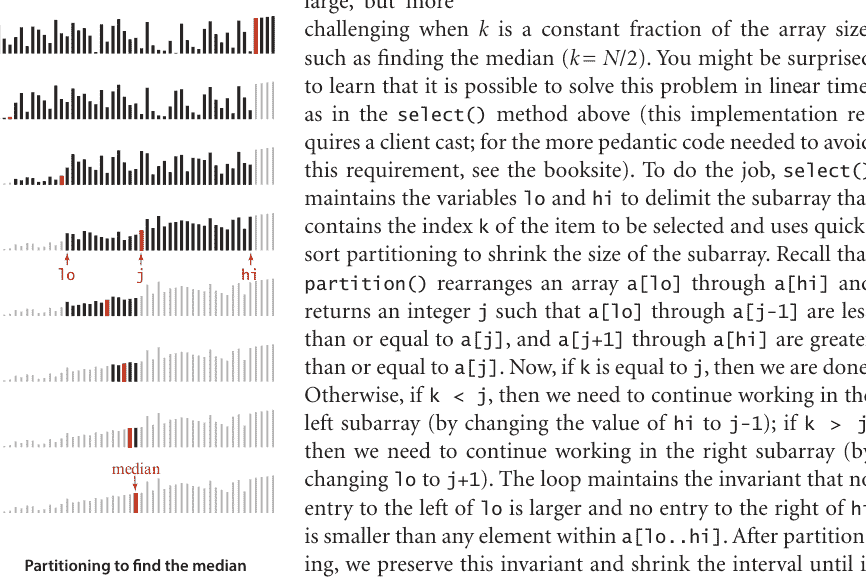 large, but more
challenging when k is a constant fraction of the array size
such as finding the median (k = N/2). You might be surprised
to learn that it is possible to solve this problem in linear time
as in the select() method above (this implementation re
quires a client cast; for the more pedantic code needed to avoid
this requirement, see the booksite). To do the job, select()
maintains the variables lo and hi to delimit the subarray tha
contains the index k of the item to be selected and uses quick
sort partitioning to shrink the size of the subarray. Recall tha
partition() rearranges an array a[lo] through a[hi] and
returns an integer j such that a[lo] through a[j–1] are les
than or equal to a[j], and a[j+1] through a[hi] are greate
than or equal to a[j]. Now, if k is equal to j, then we are done
Otherwise, if k < j, then we need to continue working in the
left subarray (by changing the value of hi to j–1); if k > j
then we need to continue working in the right subarray (by
changing lo to j+1). The loop maintains the invariant that no
entry to the left of lo is larger and no entry to the right of hi
is smaller than any element within a[lo..hi]. After partition
ing, we preserve this invariant and shrink the interval until i
lo j hi
median
Partitioning to find the median